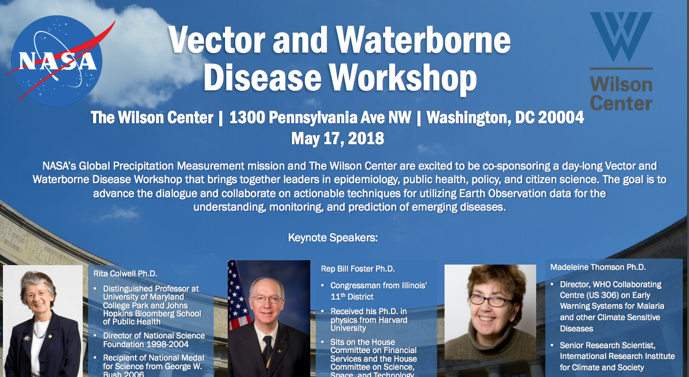 NASA
Vector and Waterborne
Disease Workshop
Wilson
Center
The Wilson Center | 1300 Pennsylvania Ave NW | Washington, DC 20004
May 17, 2018
NASA's Global Precipitation Measurement mission and The Wilson Center are excited to be co-sponsoring a day-long Vector and
Waterborne Disease Workshop that brings together leaders in epidemiology, public health, policy, and citizen science. The goal is to
advance the dialogue and collaborate on actionable techniques for utilizing Earth Observation data for the
understanding, monitoring, and prediction of emerging diseases.
Keynote Speakers:
Rita Colwell Ph.D.
• Distinguished Professor at
University of Maryland
College Park and Johns
Hopkins Bloomberg School
of Public Health
• Director of National Science
Foundation 1998-2004
• Recipient of National Medal
for Science from George W.
Bush 2006
Rep Bill Foster Ph.D.
• Congressman from Illinois'
11th District
• Received his Ph.D. in
physics from Harvard
University
• Sits on the House
Committee on Financial
Services and the House
Committee on Science,
Space, and Technology
Madeleine Thomson Ph.D.
• Director, WHO Collaborating
Centre (US 306) on Early
Warning Systems for Malaria
and other Climate Sensitive
Diseases
• Senior Research Scientist,
International Research Institute
for Climate and Society